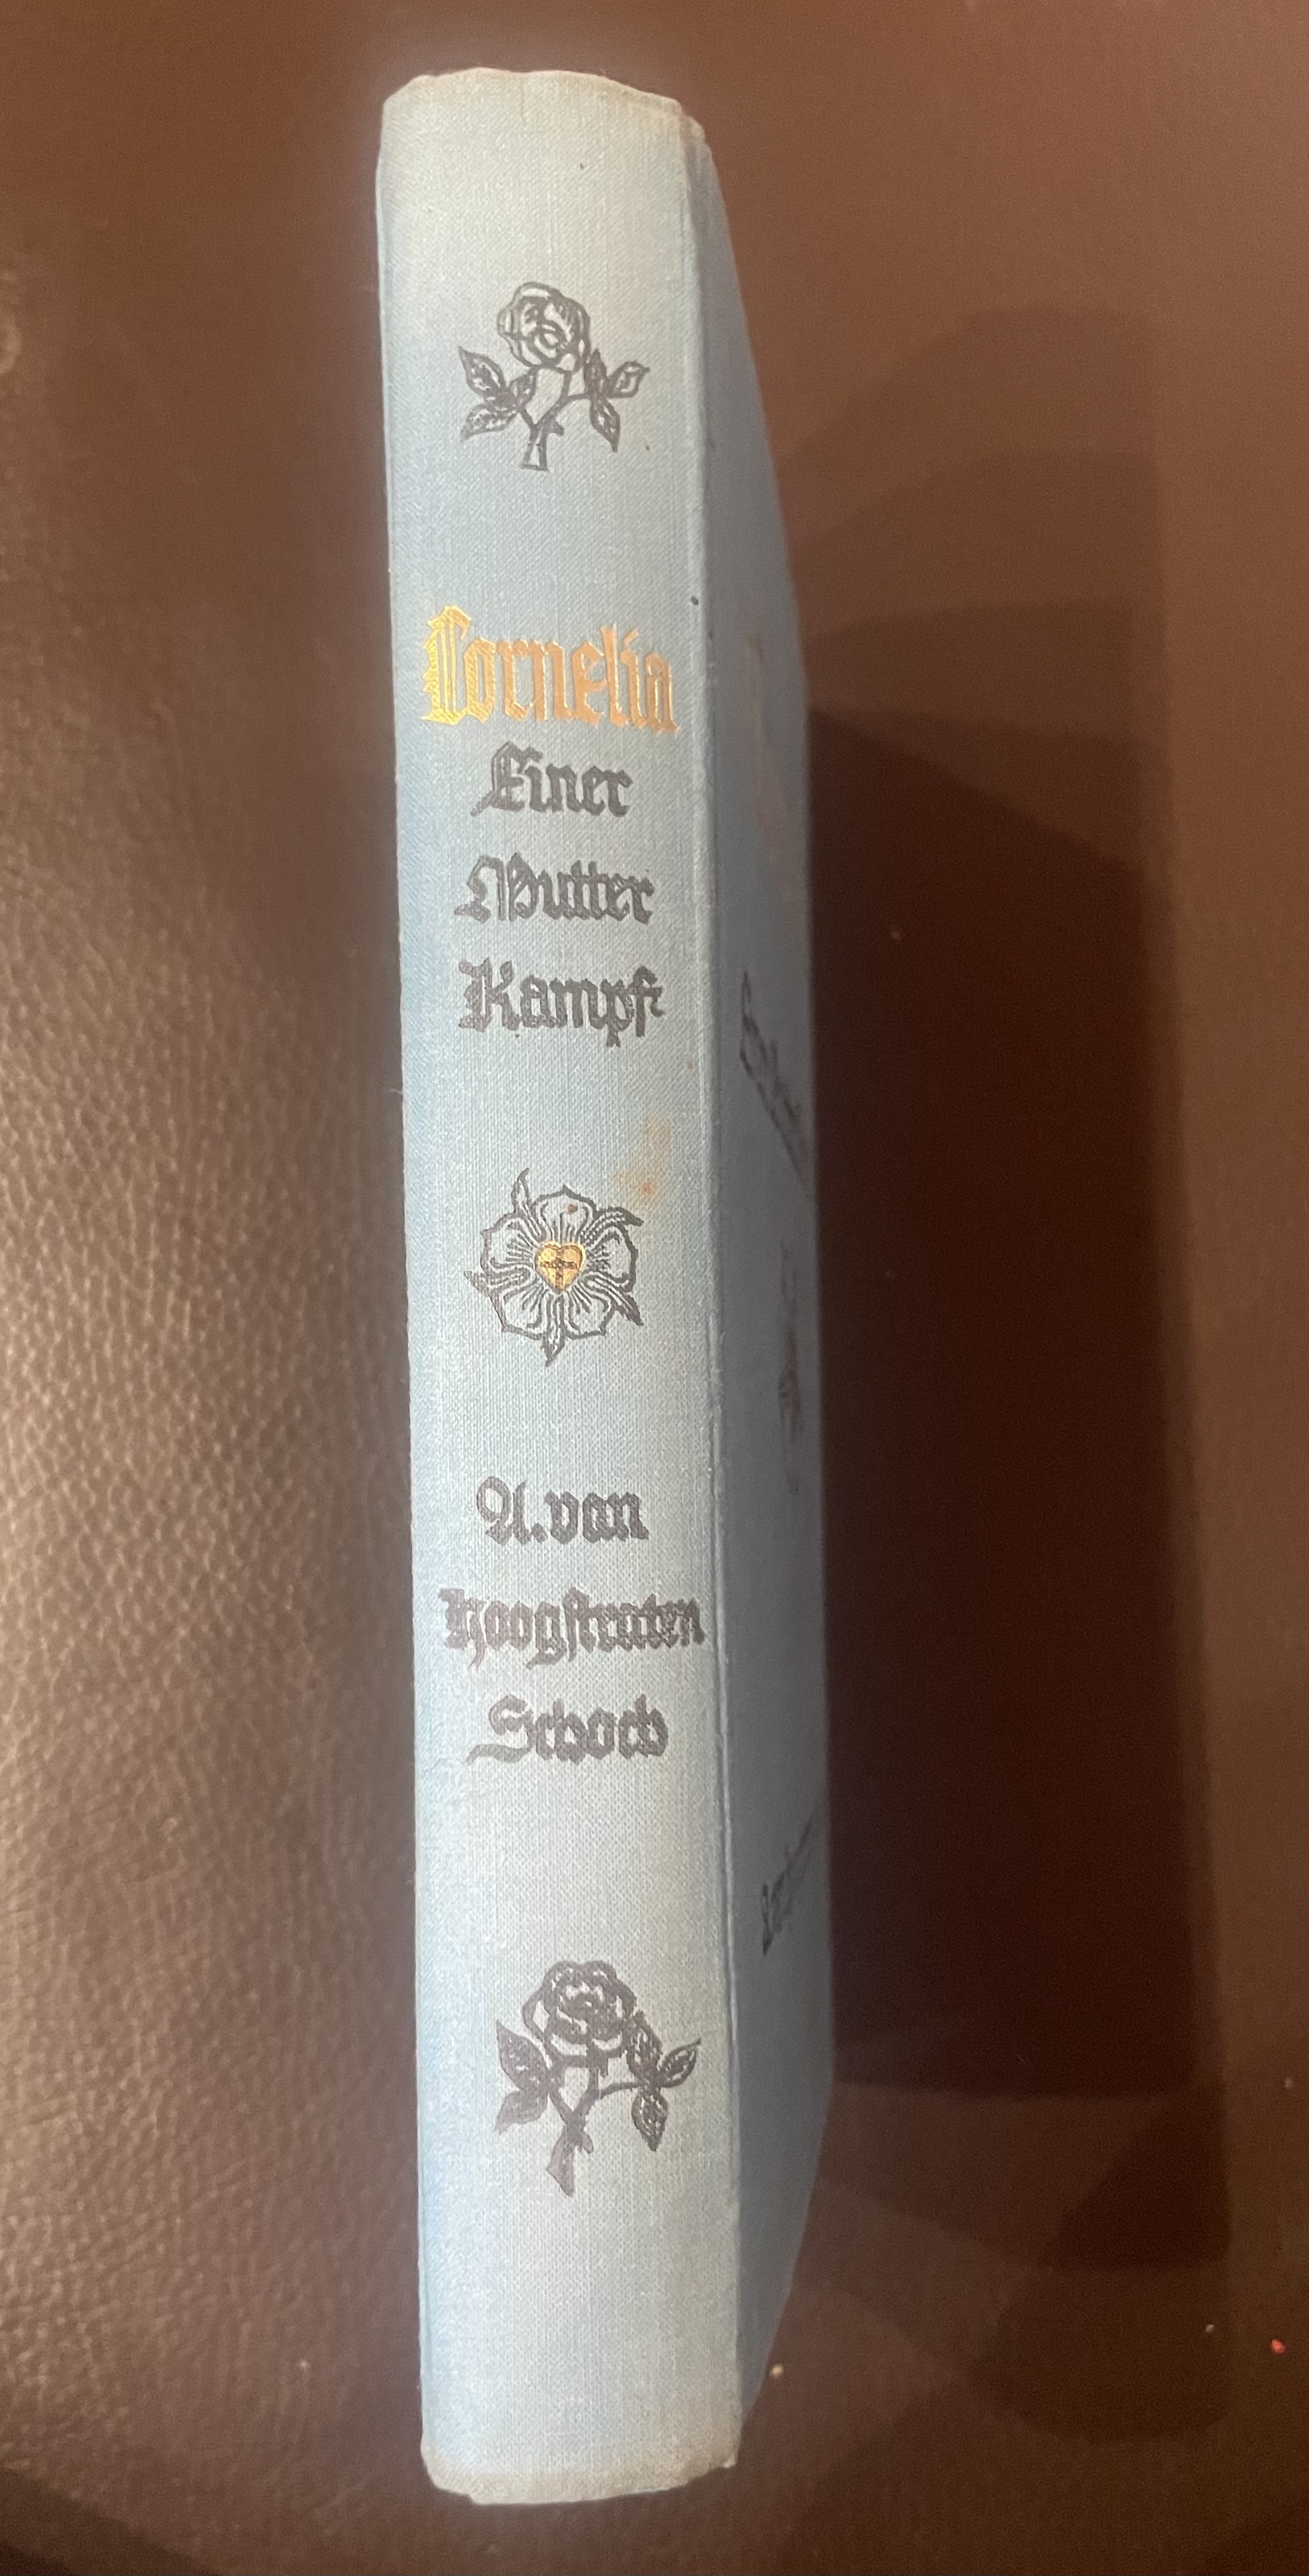 Cornelia
Einer
Mutter
Kampf
A. van
Hoogstraten
Schoch